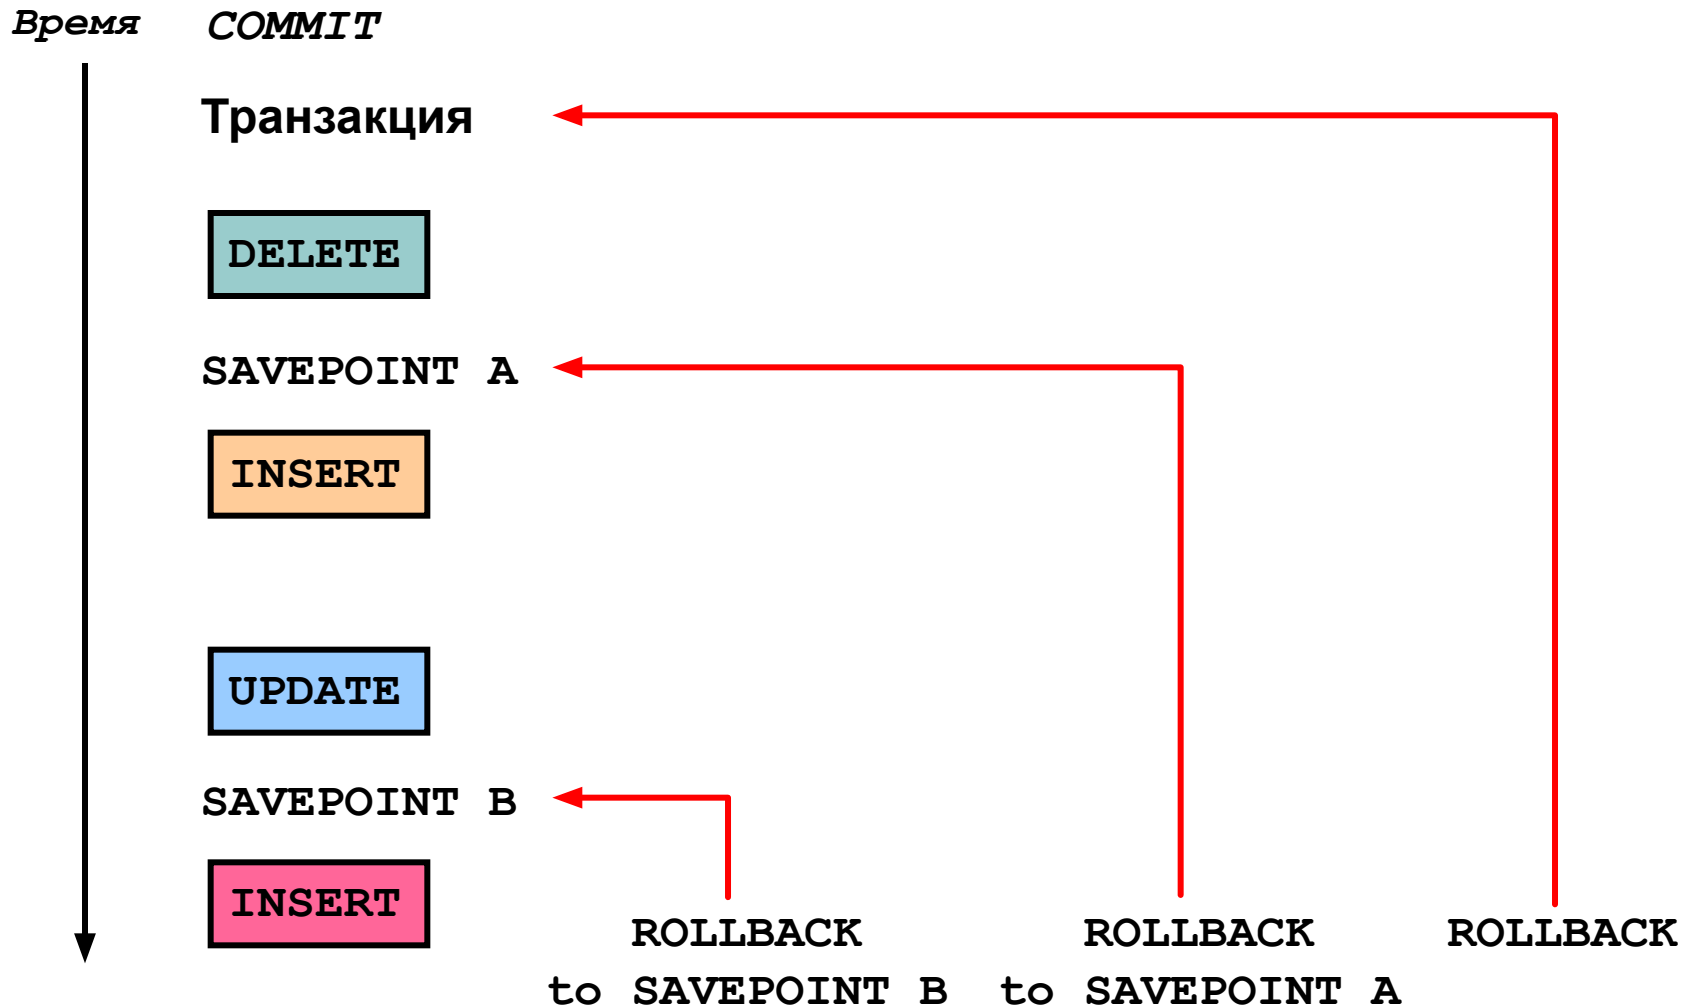 Время COMMIT
Транзакция
DELETE
SAVEPOINT A
INSERT
UPDATE
SAVEPOINT B
INSERT
ROLLBACK
to SAVEPOINT B
ROLLBACK
to SAVEPOINT A
ROLLBACK